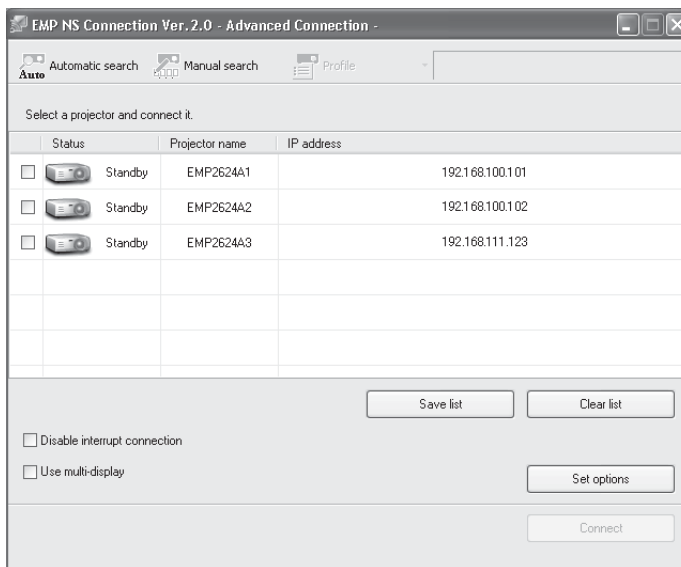 EMP NS Connection Ver.2.0 - Advanced Connection -
Auto Automatic search Manual search Profile
Select a projector and connect it.
Status Projector name IP address
Standby EMP2624A1 192.168.100.101
Standby EMP2624A2 192.168.100.102
Standby EMP2624A3 192.168.111.123
Save list Clear list
Disable interrupt connection
Use multi-display
Set options
Connect